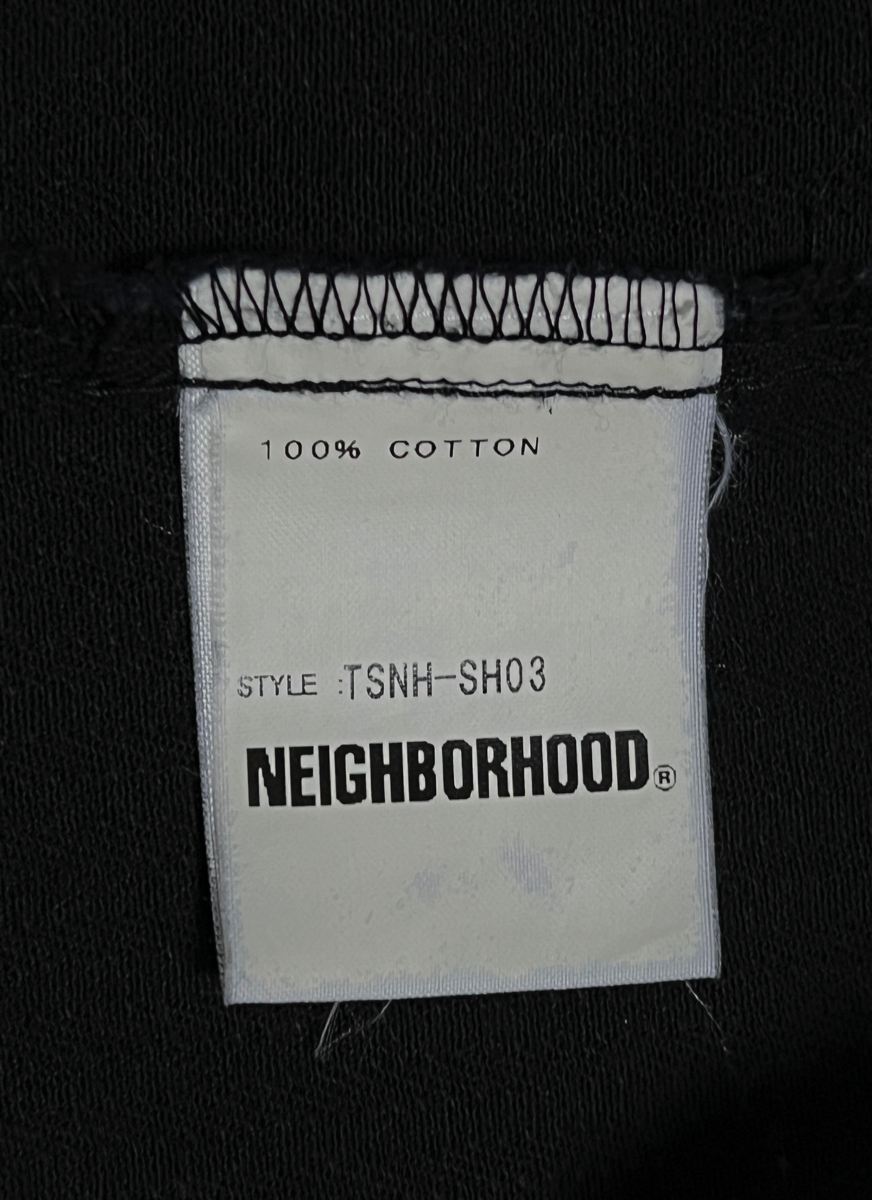 100% COTTON
STYLE :TSNH-SH03
NEIGHBORHOOD®